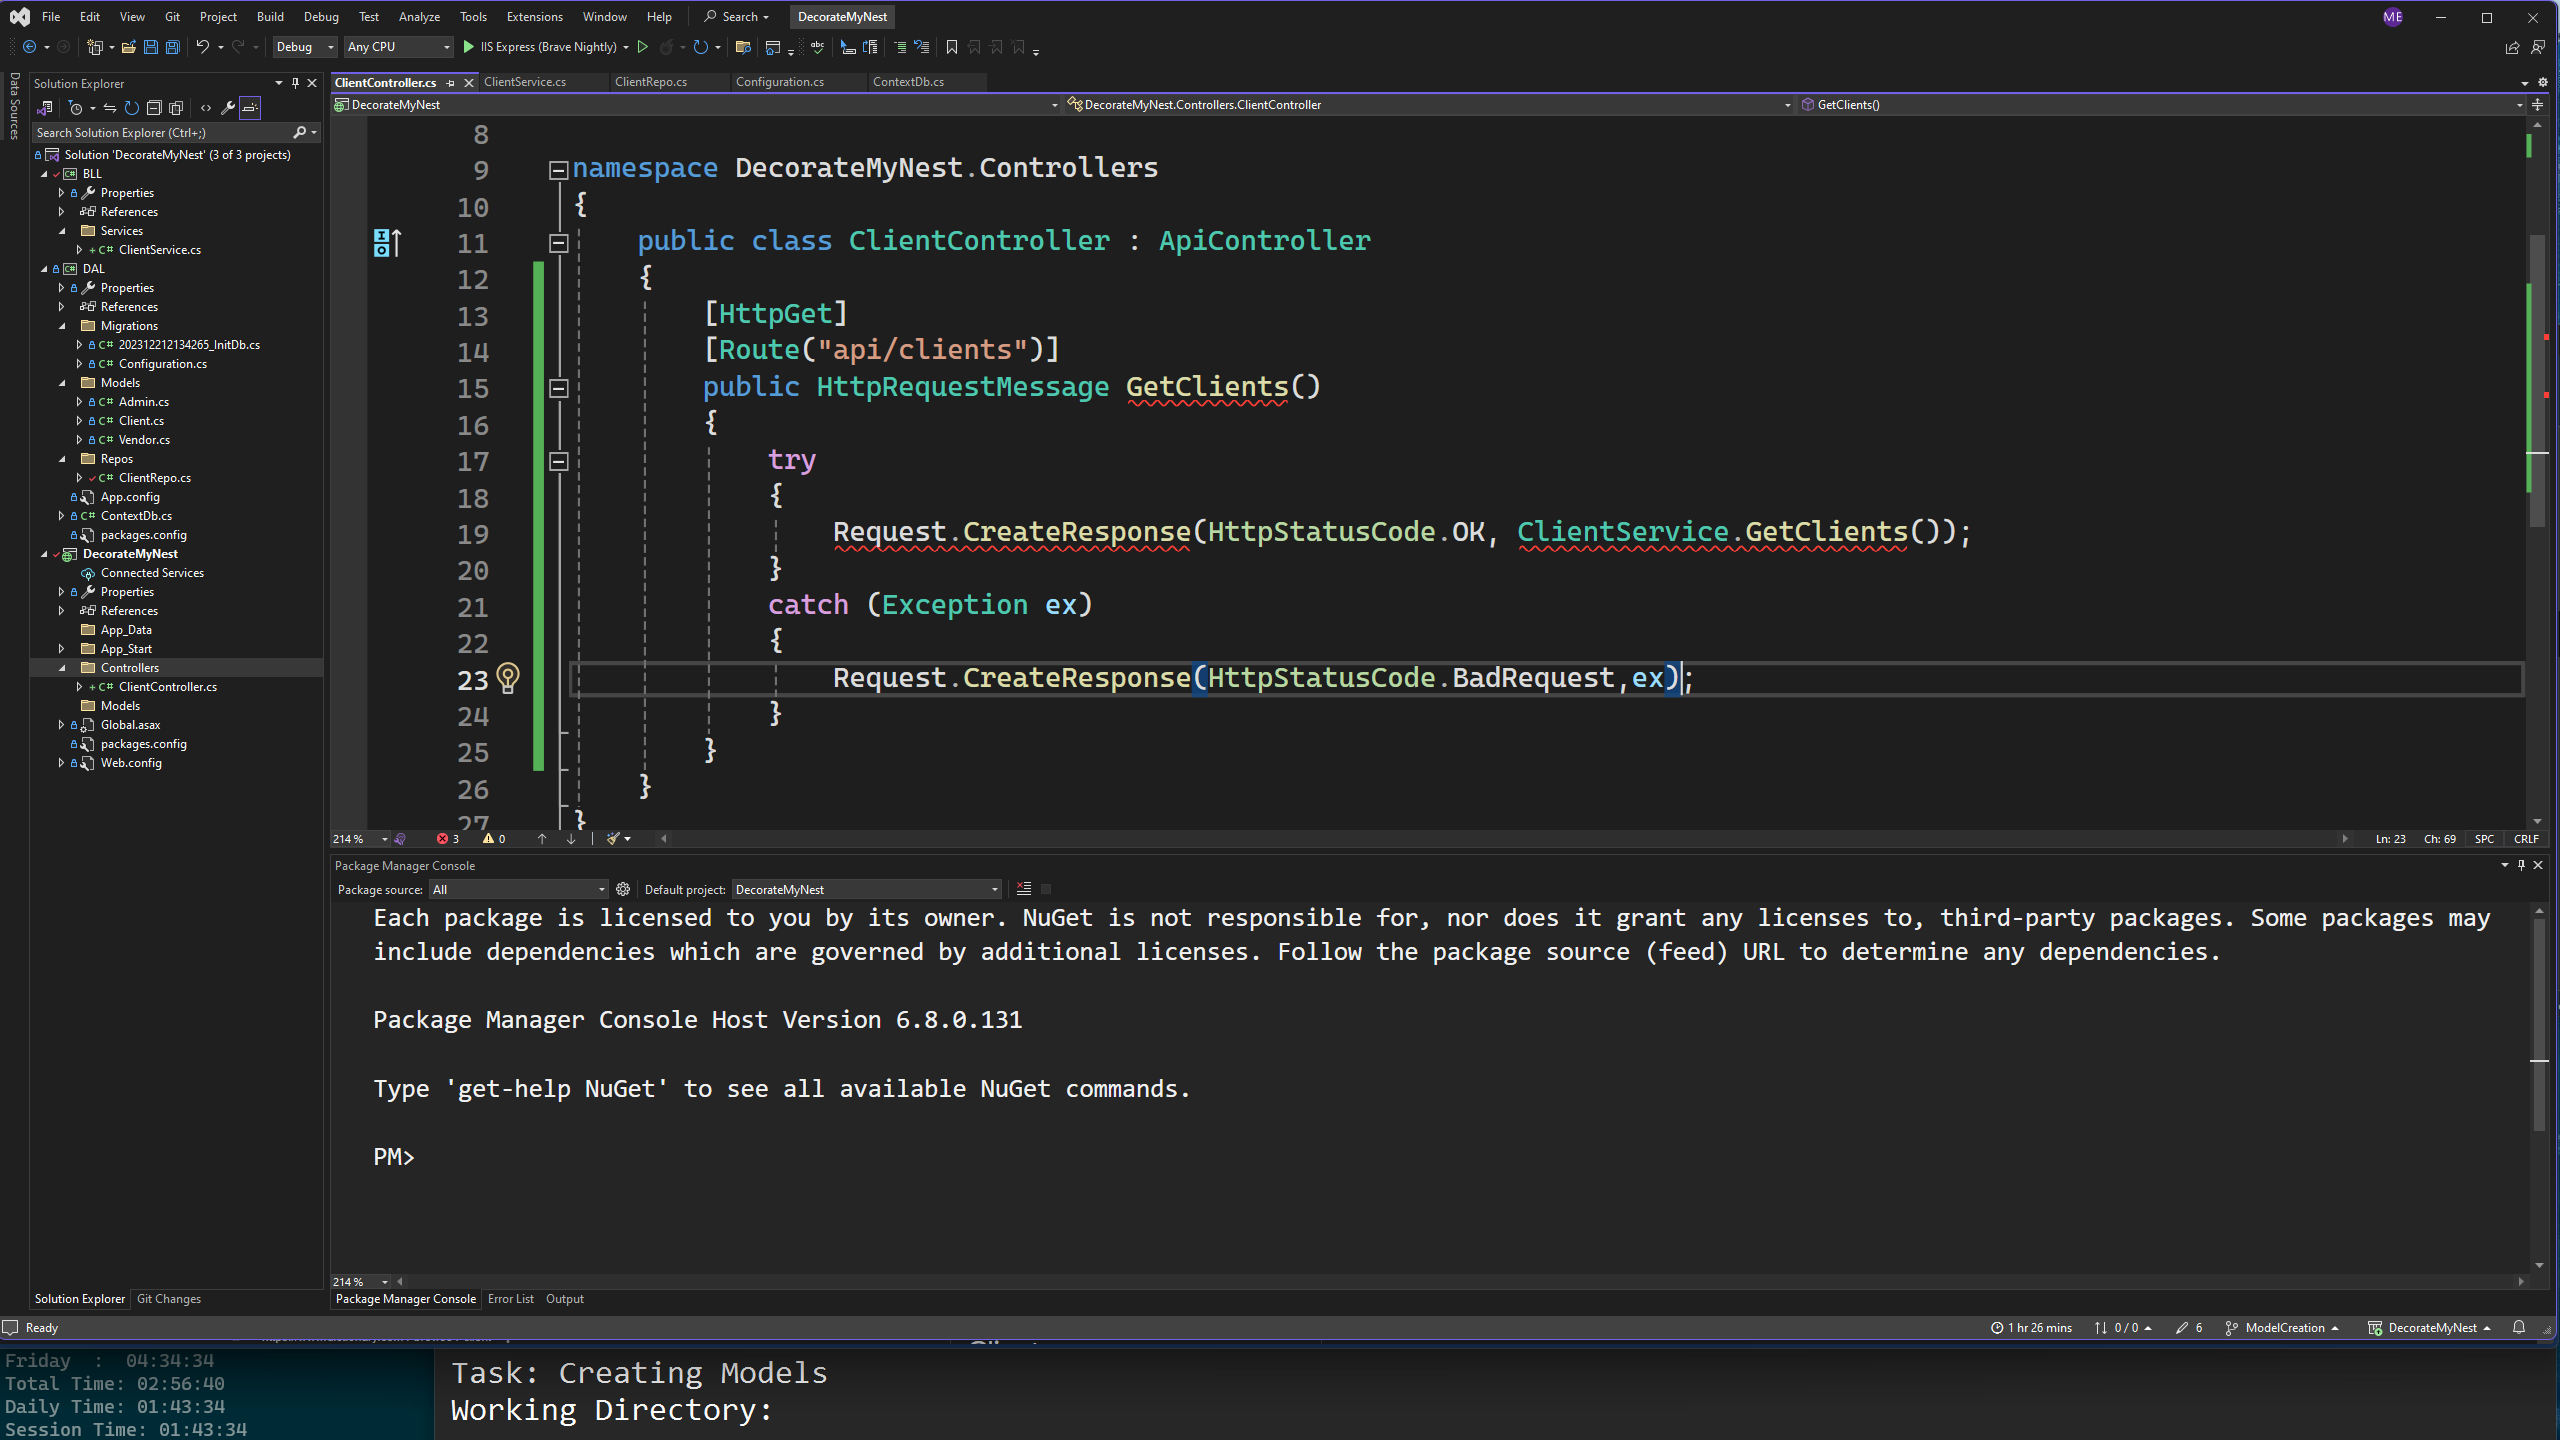 File Edit View Git Project Build Debug Test Analyze Tools Extensions Window Help Search DecorateMyNest ME
Debug Any CPU IIS Express (Brave Nightly)
Data Sources
Solution Explorer
Search Solution Explorer (Ctrl+;)
Solution 'DecorateMyNest' (3 of 3 projects)
BLL
Properties
References
Services
C# ClientService.cs
DAL
Properties
References
Migrations
C# 202312212134265_InitDb.cs
C# Configuration.cs
Models
C# Admin.cs
C# Client.cs
C# Vendor.cs
Repos
C# ClientRepo.cs
App.config
C# ContextDb.cs
packages.config
DecorateMyNest
Connected Services
Properties
References
App_Data
App_Start
Controllers
C# ClientController.cs
Models
Global.asax
packages.config
Web.config
Solution Explorer Git Changes
ClientController.cs ClientService.cs ClientRepo.cs Configuration.cs ContextDb.cs
DecorateMyNest DecorateMyNest.Controllers.ClientController GetClients()
8
9 namespace DecorateMyNest.Controllers
10 {
11 public class ClientController : ApiController
12 {
13 [HttpGet]
14 [Route("api/clients")]
15 public HttpRequestMessage GetClients()
16 {
17 try
18 {
19 Request.CreateResponse(HttpStatusCode.OK, ClientService.GetClients());
20 }
21 catch (Exception ex)
22 {
23 Request.CreateResponse(HttpStatusCode.BadRequest,ex);
24 }
25 }
26 }
27 }
214 % 3 0 Ln: 23 Ch: 69 SPC CRLF
Package Manager Console
Package source: All Default project: DecorateMyNest
Each package is licensed to you by its owner. NuGet is not responsible for, nor does it grant any licenses to, third-party packages. Some packages may
include dependencies which are governed by additional licenses. Follow the package source (feed) URL to determine any dependencies.
Package Manager Console Host Version 6.8.0.131
Type 'get-help NuGet' to see all available NuGet commands.
PM>
214 %
Package Manager Console Error List Output
Ready 1 hr 26 mins 0 / 0 6 ModelCreation DecorateMyNest
Friday : 04:34:34
Total Time: 02:56:40
Daily Time: 01:43:34
Session Time: 01:43:34
Task: Creating Models
Working Directory: